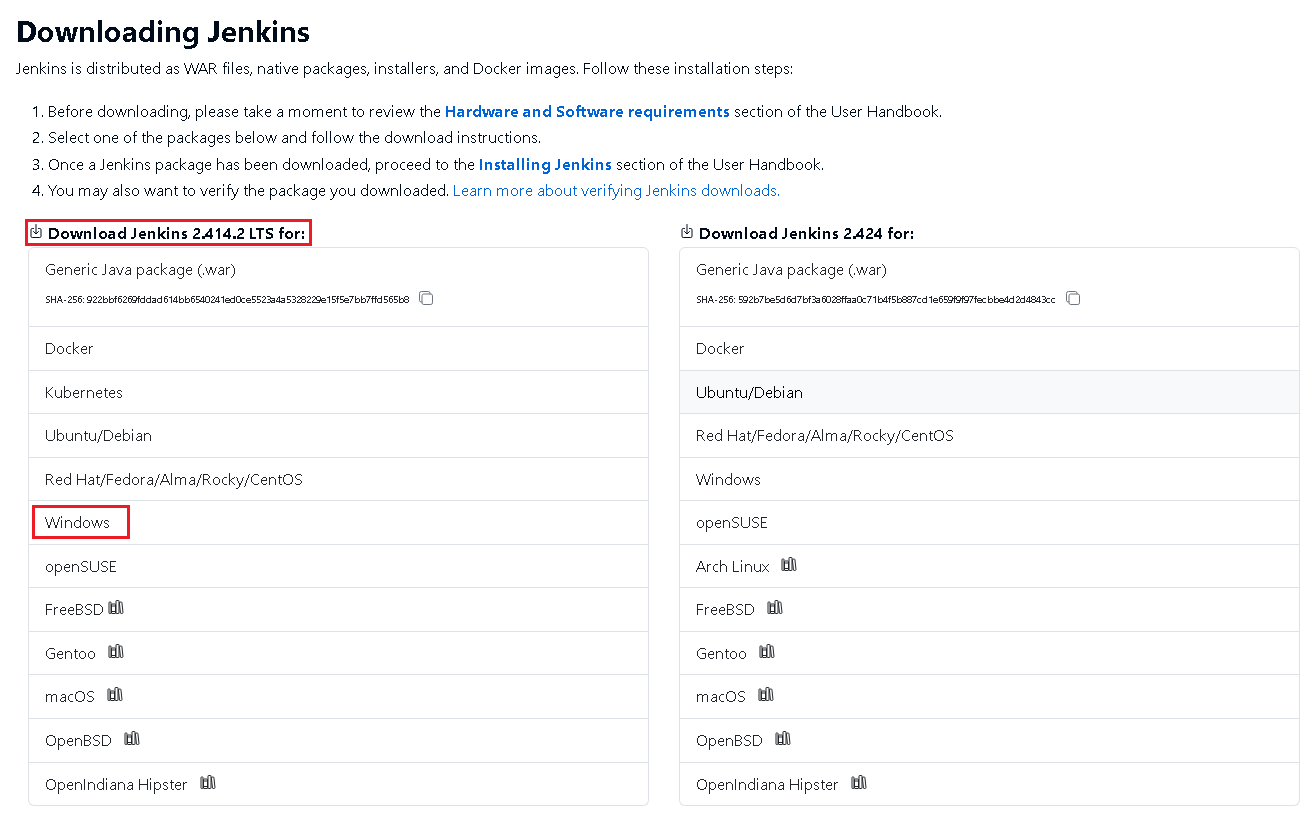 Downloading Jenkins
Jenkins is distributed as WAR files, native packages, installers, and Docker images. Follow these installation steps:
1. Before downloading, please take a moment to review the Hardware and Software requirements section of the User Handbook.
2. Select one of the packages below and follow the download instructions.
3. Once a Jenkins package has been downloaded, proceed to the Installing Jenkins section of the User Handbook.
4. You may also want to verify the package you downloaded. Learn more about verifying Jenkins downloads.
Download Jenkins 2.414.2 LTS for:
Generic Java package (.war)
SHA-256: 922bbf6269fddad614bb6540241ed0ce5523a4a5328229e15f5e7bb7ffd565b8
Docker
Kubernetes
Ubuntu/Debian
Red Hat/Fedora/Alma/Rocky/CentOS
Windows
openSUSE
FreeBSD
Gentoo
macOS
OpenBSD
OpenIndiana Hipster
Download Jenkins 2.424 for:
Generic Java package (.war)
SHA-256: 592b7be5d6d7bf3a6028ffaa0c71b4f5b887cd1e659f9f97fecbbe4d2d4843cc
Docker
Ubuntu/Debian
Red Hat/Fedora/Alma/Rocky/CentOS
Windows
openSUSE
Arch Linux
FreeBSD
Gentoo
macOS
OpenBSD
OpenIndiana Hipster